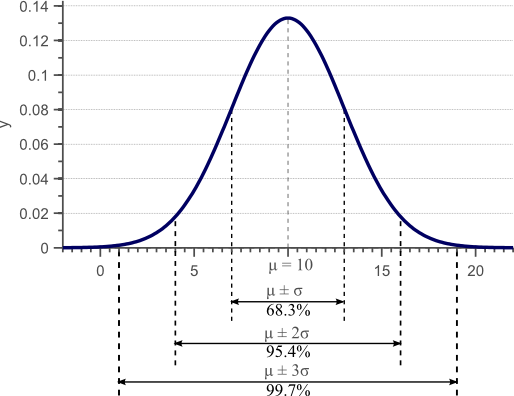 0.14
0.12
0.1
0.08
0.06
0.04
0.02
0
y
0 5 μ = 10 15 20
μ ± σ
68.3%
μ ± 2σ
95.4%
μ ± 3σ
99.7%